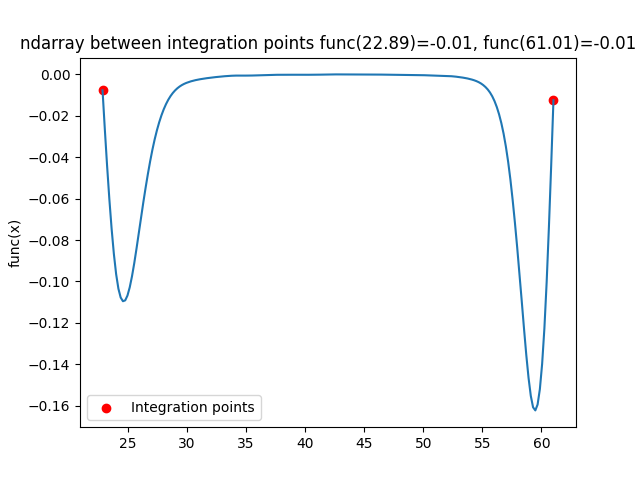 ndarray between integration points func(22.89)=-0.01, func(61.01)=-0.01
0.00
−0.02
−0.04
−0.06
−0.08
−0.10
−0.12
−0.14
−0.16
func(x)
Integration points
25 30 35 40 45 50 55 60